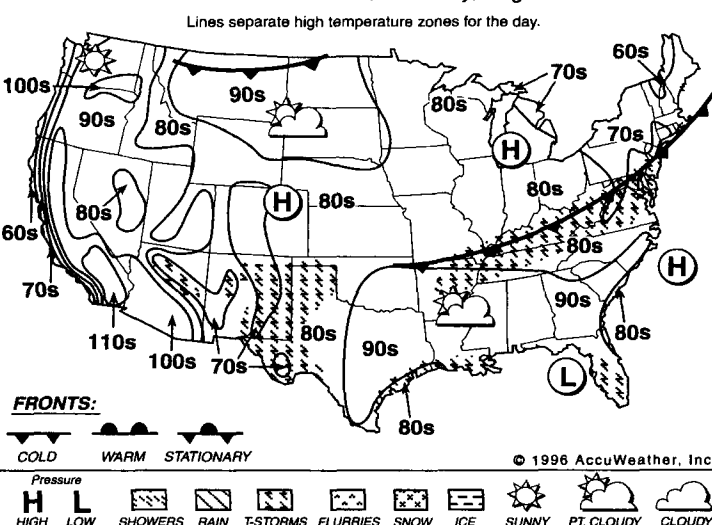 Lines separate high temperature zones for the day.
60s
100s
70s
90s
80s
90s
80s
70s
H
80s
H
80s
80s
60s
80s
H
70s
90s
80s
80s
110s
100s
70s
90s
L
80s
FRONTS:
COLD WARM STATIONARY
© 1996 AccuWeather, Inc
Pressure
H L
HIGH LOW SHOWERS RAIN T-STORMS FLURRIES SNOW ICE SUNNY PT. CLOUDY CLOUDY